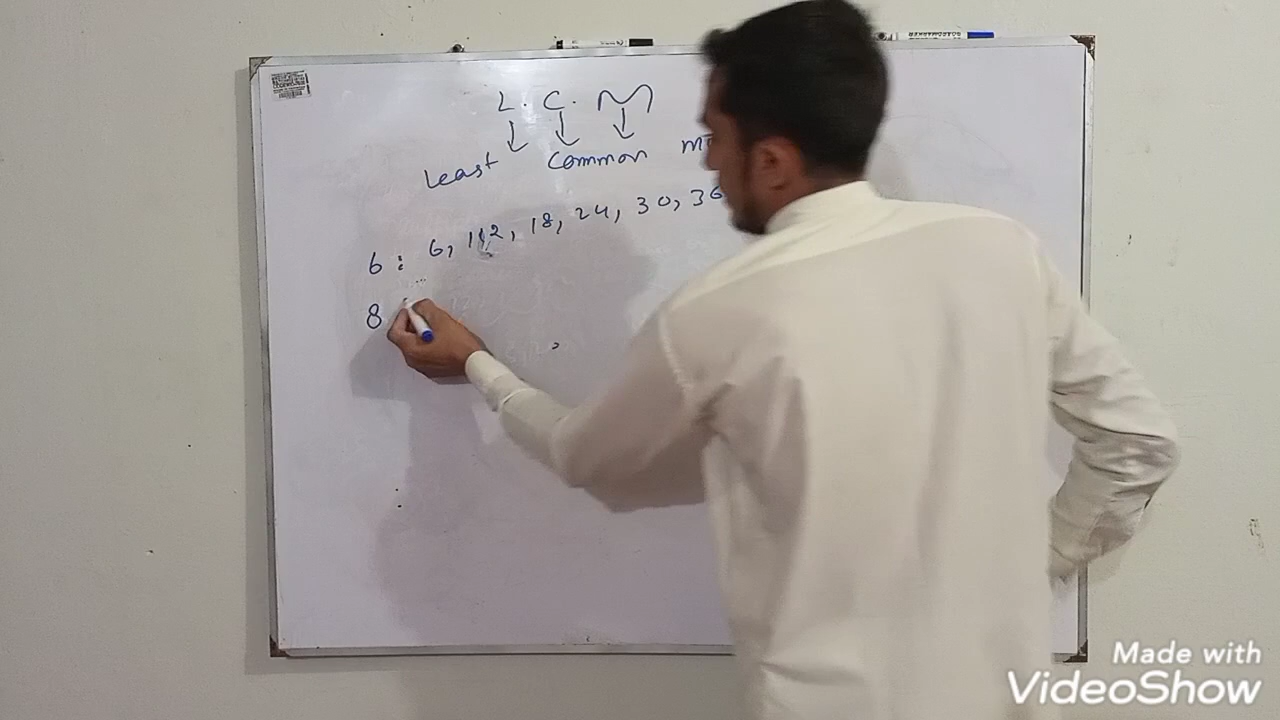 L. C. M
Least Common
6: 6, 12, 18, 24, 30, 36
8
Made with
VideoShow